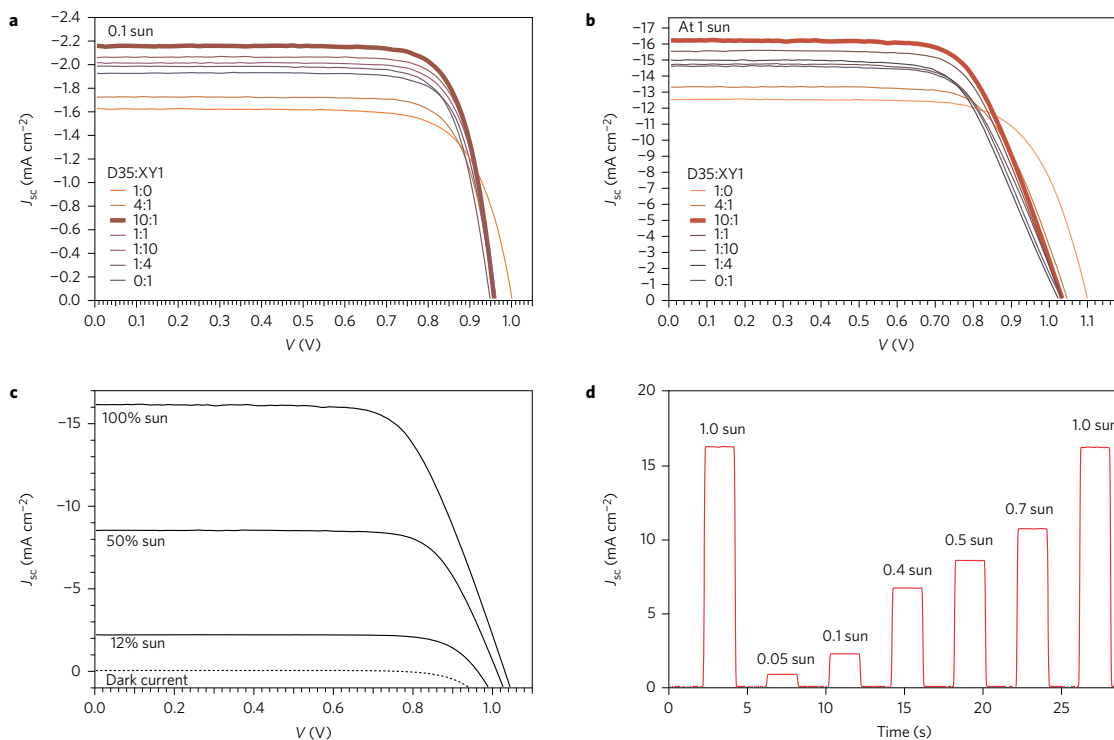 a
0.1 sun
−2.4
−2.2
−2.0
−1.8
−1.6
−1.4
−1.2
−1.0
−0.8
−0.6
−0.4
−0.2
0.0
Jsc (mA cm−2)
D35:XY1
1:0
4:1
10:1
1:1
1:10
1:4
0:1
0.0 0.1 0.2 0.3 0.4 0.5 0.6 0.7 0.8 0.9 1.0
V (V)
b
At 1 sun
−17
−16
−15
−14
−13
−12
−11
−10
−9
−8
−7
−6
−5
−4
−3
−2
−1
0
Jsc (mA cm−2)
D35:XY1
1:0
4:1
10:1
1:1
1:10
1:4
0:1
0.0 0.1 0.2 0.3 0.4 0.5 0.6 0.70 0.8 0.9 1.0 1.1
V (V)
c
−15
−10
−5
0
Jsc (mA cm−2)
100% sun
50% sun
12% sun
Dark current
0.0 0.2 0.4 0.6 0.8 1.0
V (V)
d
20
15
10
5
0
Jsc (mA cm−2)
1.0 sun
0.05 sun
0.1 sun
0.4 sun
0.5 sun
0.7 sun
1.0 sun
0 5 10 15 20 25
Time (s)